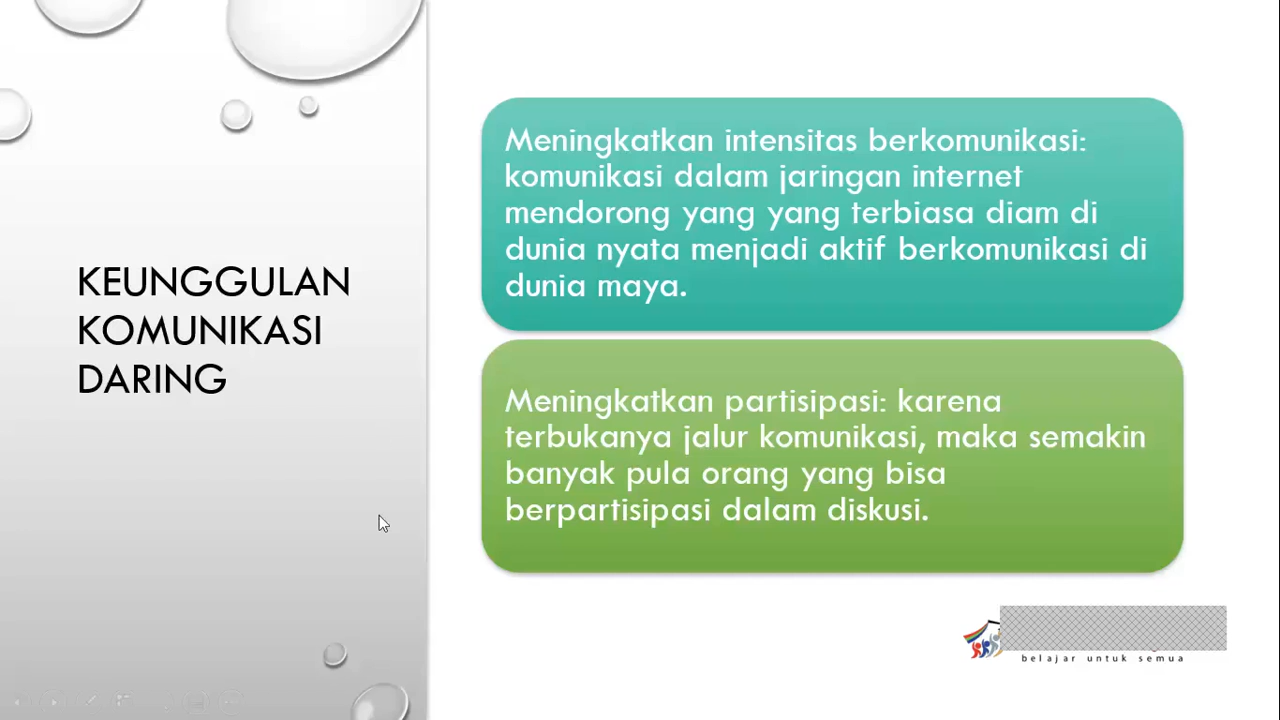 KEUNGGULAN
KOMUNIKASI
DARING
Meningkatkan intensitas berkomunikasi:
komunikasi dalam jaringan internet
mendorong yang yang terbiasa diam di
dunia nyata menjadi aktif berkomunikasi di
dunia maya.
Meningkatkan partisipasi: karena
terbukanya jalur komunikasi, maka semakin
banyak pula orang yang bisa
berpartisipasi dalam diskusi.
belajar untuk semua